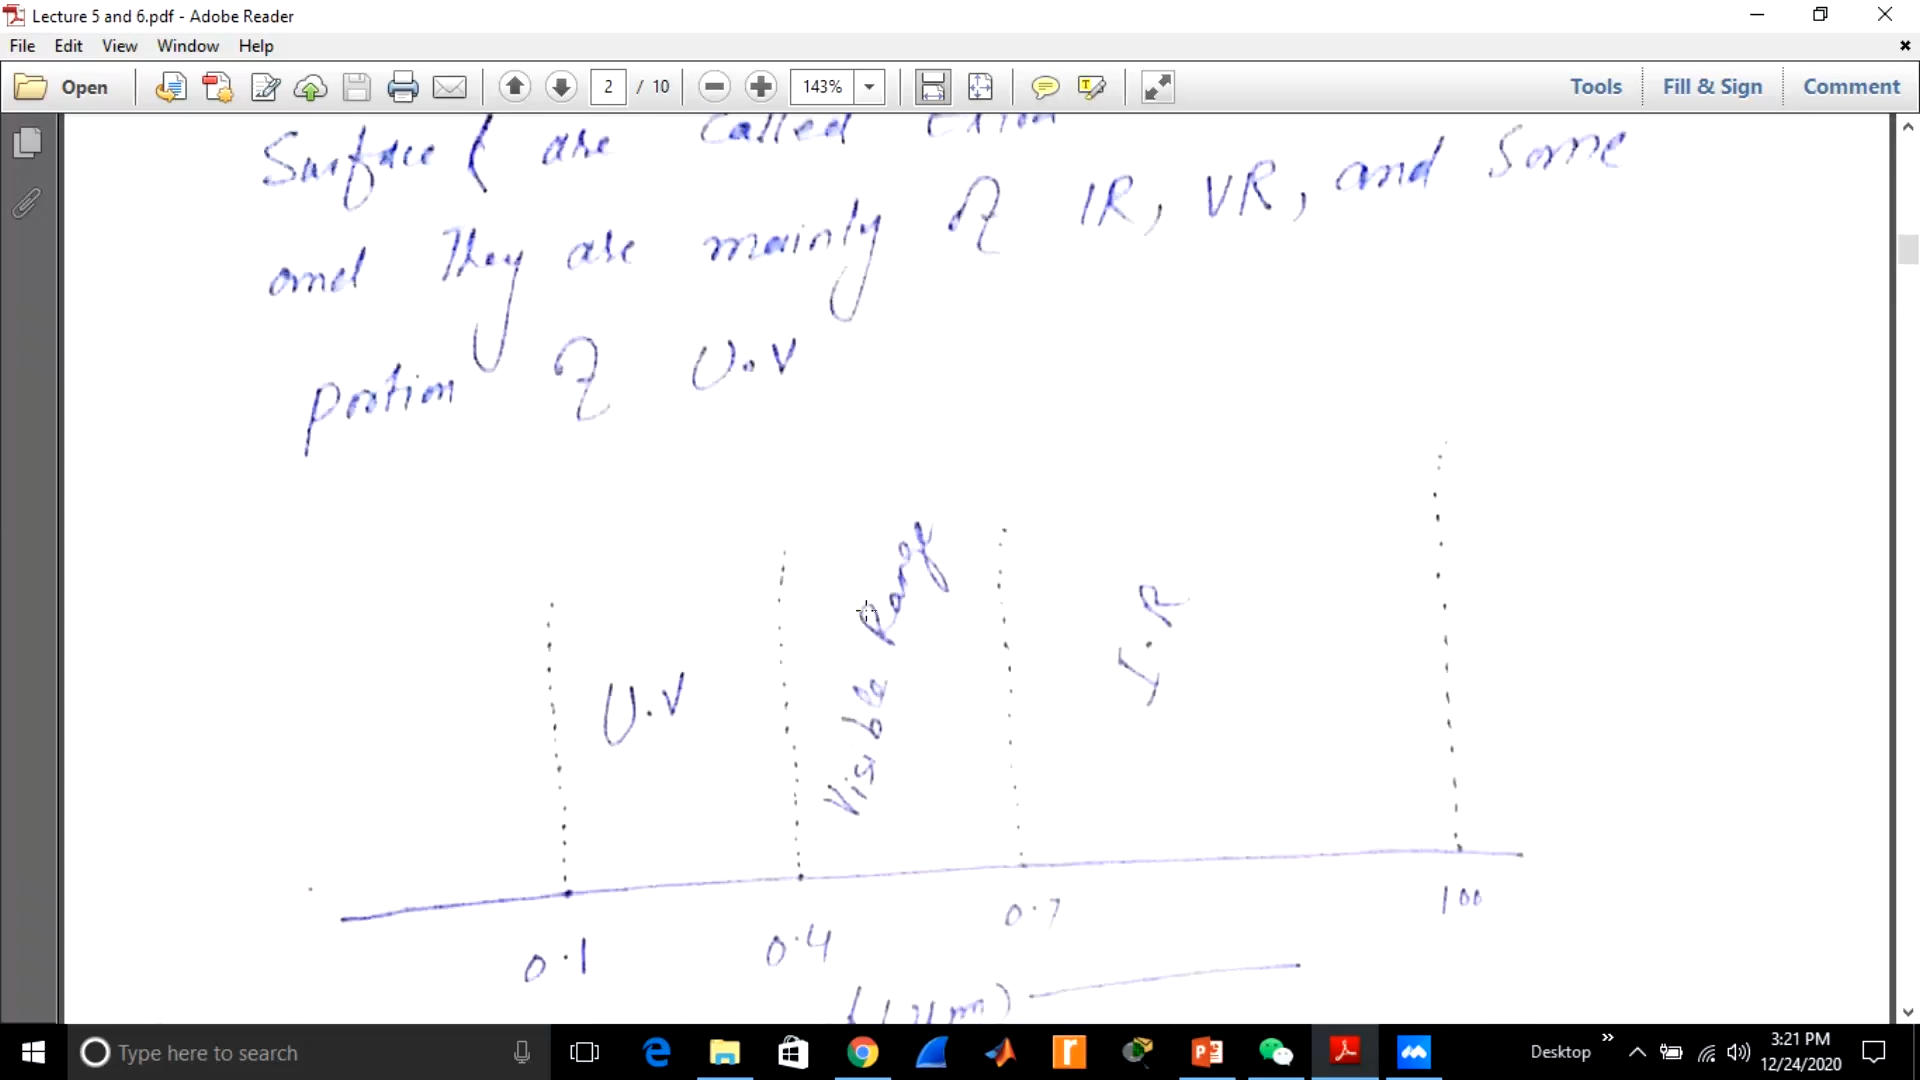 Lecture 5 and 6.pdf - Adobe Reader
File Edit View Window Help
Open 2 / 10 143% Tools Fill & Sign Comment
Surface ( are called
and They are mainly of IR, VR, and Some
portion of U.V
U.V
Visible Range
I.R
0.1
0.4
0.7
100
Type here to search
Desktop
3:21 PM
12/24/2020